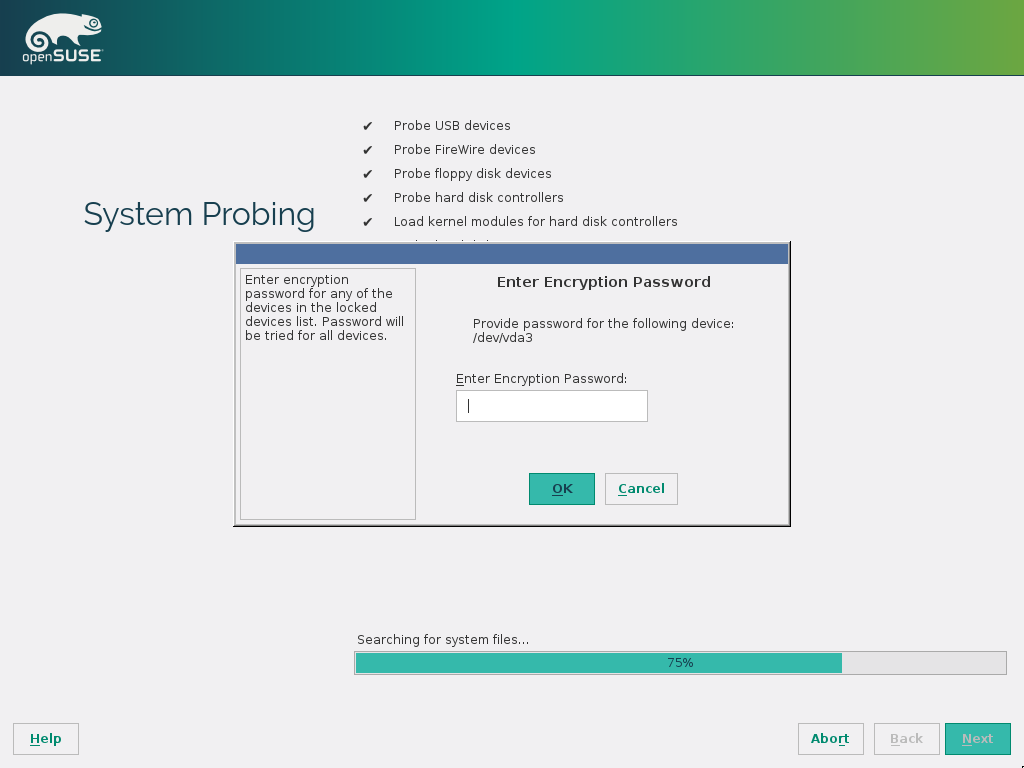 openSUSE
✔ Probe USB devices
✔ Probe FireWire devices
✔ Probe floppy disk devices
✔ Probe hard disk controllers
System Probing
✔ Load kernel modules for hard disk controllers
Enter encryption
password for any of the
devices in the locked
devices list. Password will
be tried for all devices.
Enter Encryption Password
Provide password for the following device:
/dev/vda3
Enter Encryption Password:
OK Cancel
Searching for system files...
75%
Help Abort Back Next